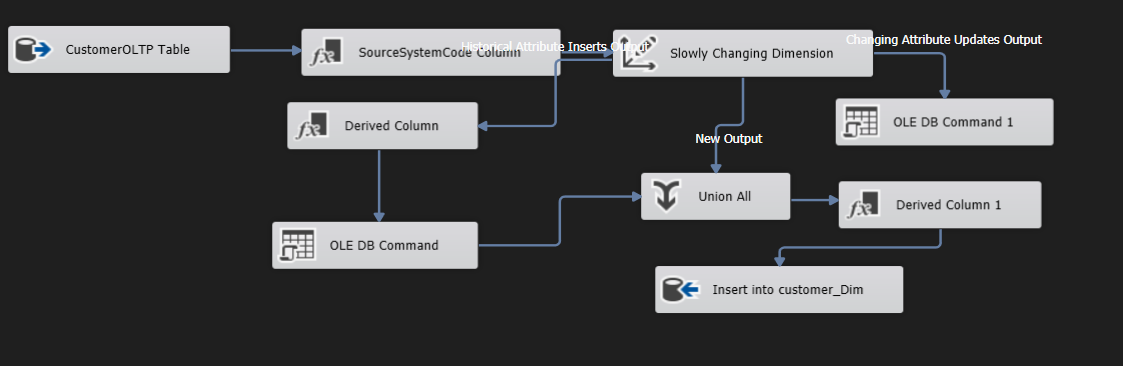 CustomerOLTP Table
SourceSystemCode Column
Historical Attribute Inserts Output
Slowly Changing Dimension
Changing Attribute Updates Output
Derived Column
OLE DB Command 1
New Output
Union All
Derived Column 1
OLE DB Command
Insert into customer_Dim